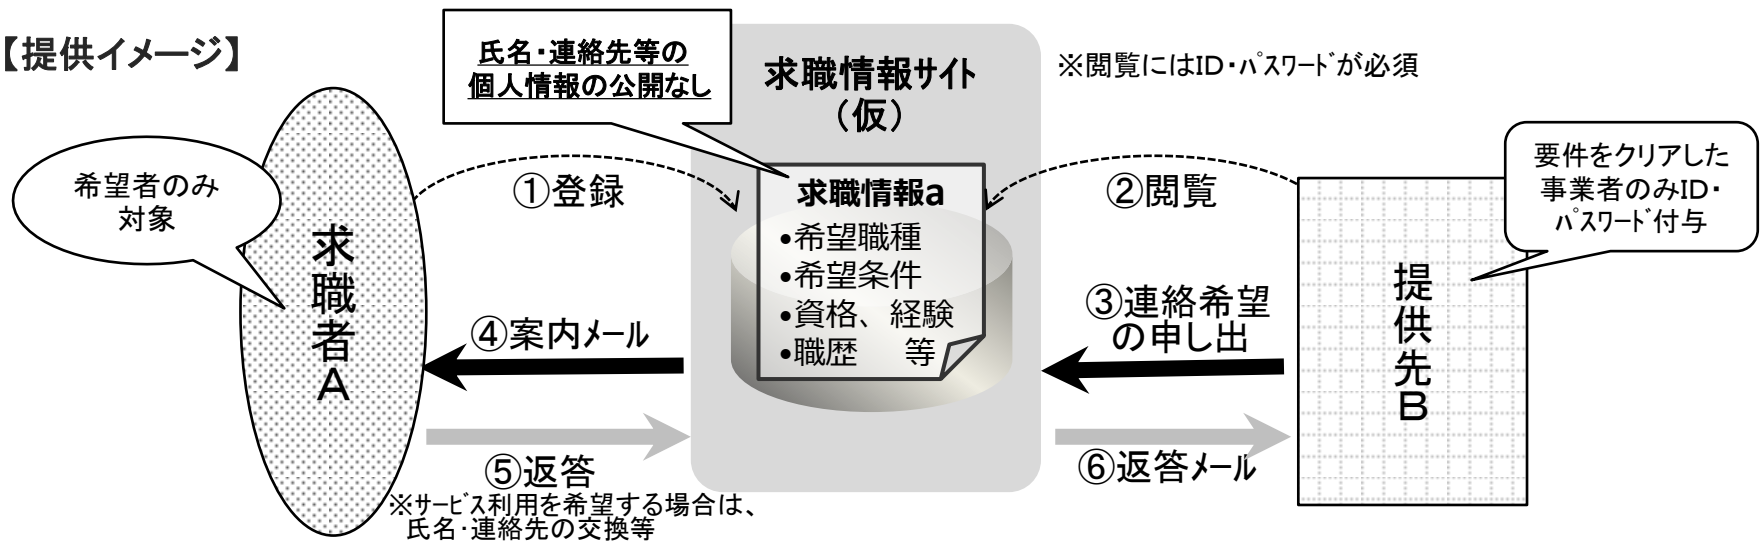 【提供イメージ】
氏名・連絡先等の
個人情報の公開なし
求職情報サイト
（仮）
※閲覧にはID・ﾊﾟｽﾜｰﾄﾞが必須
希望者のみ
対象
求職者A
①登録
求職情報a
•希望職種
•希望条件
•資格、経験
•職歴　等
②閲覧
要件をクリアした
事業者のみID・
ﾊﾟｽﾜｰﾄﾞ付与
提供先B
③連絡希望
の申し出
④案内ﾒｰﾙ
⑤返答
※ｻｰﾋﾞｽ利用を希望する場合は、
氏名・連絡先の交換等
⑥返答ﾒｰﾙ